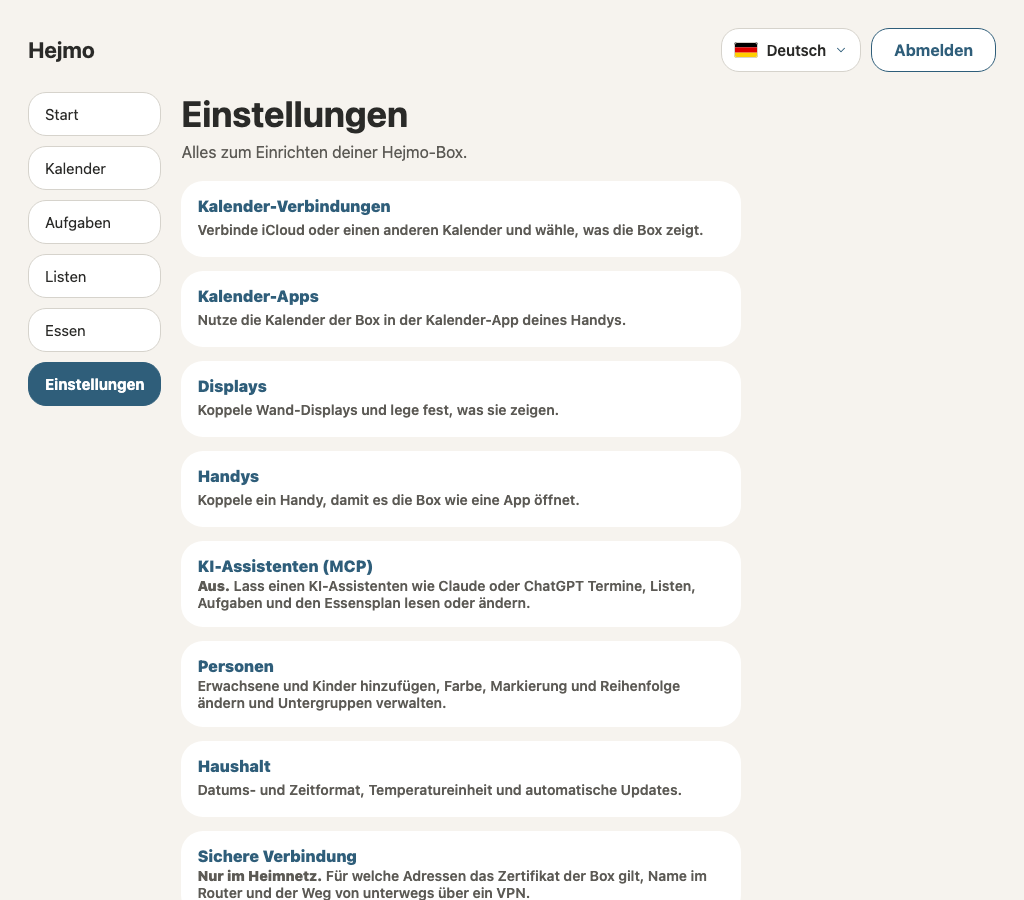 Hejmo
Deutsch
Abmelden
Start
Kalender
Aufgaben
Listen
Essen
Einstellungen
Einstellungen
Alles zum Einrichten deiner Hejmo-Box.
Kalender-Verbindungen
Verbinde iCloud oder einen anderen Kalender und wähle, was die Box zeigt.
Kalender-Apps
Nutze die Kalender der Box in der Kalender-App deines Handys.
Displays
Koppele Wand-Displays und lege fest, was sie zeigen.
Handys
Koppele ein Handy, damit es die Box wie eine App öffnet.
KI-Assistenten (MCP)
Aus. Lass einen KI-Assistenten wie Claude oder ChatGPT Termine, Listen,
Aufgaben und den Essensplan lesen oder ändern.
Personen
Erwachsene und Kinder hinzufügen, Farbe, Markierung und Reihenfolge
ändern und Untergruppen verwalten.
Haushalt
Datums- und Zeitformat, Temperatureinheit und automatische Updates.
Sichere Verbindung
Nur im Heimnetz. Für welche Adressen das Zertifikat der Box gilt, Name im
Router und der Weg von unterwegs über ein VPN.